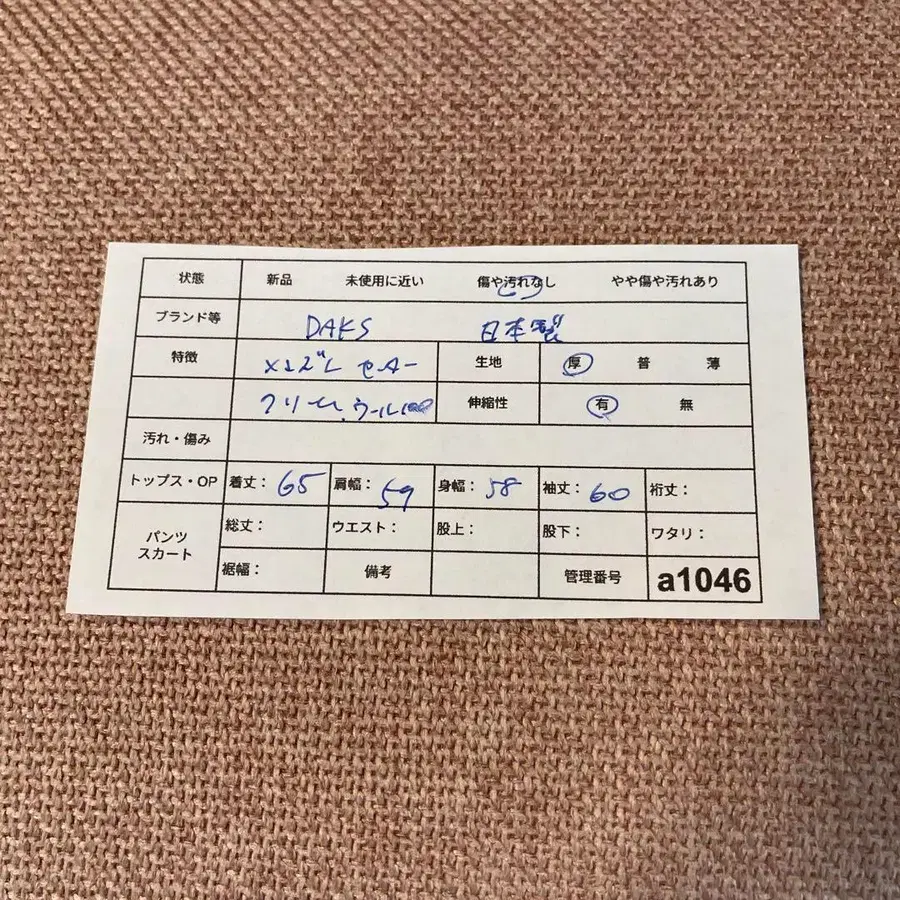 状態 新品 未使用に近い 傷や汚れなし やや傷や汚れあり
ブランド等 DAKS 日本製
特徴 セーター 生地 厚 普 薄
クリーム、ウール100 伸縮性 有 無
汚れ・傷み
トップス・OP 着丈: 65 肩幅: 59 身幅: 58 袖丈: 60 裄丈:
パンツ スカート 総丈: ウエスト: 股上: 股下: ワタリ:
裾幅: 備考 管理番号 a1046